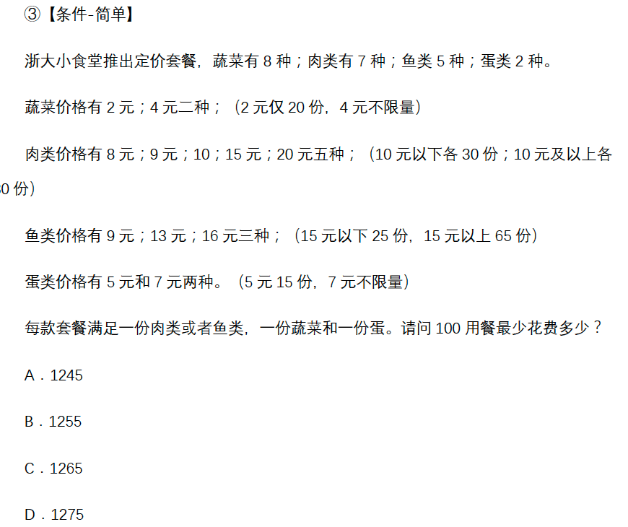 ③【条件-简单】
浙大小食堂推出定价套餐，蔬菜有 8 种；肉类有 7 种；鱼类 5 种；蛋类 2 种。
蔬菜价格有 2 元；4 元二种；（2 元仅 20 份，4 元不限量）
肉类价格有 8 元；9 元；10；15 元；20 元五种；（10 元以下各 30 份；10 元及以上各
0 份）
鱼类价格有 9 元；13 元；16 元三种；（15 元以下 25 份，15 元以上 65 份）
蛋类价格有 5 元和 7 元两种。（5 元 15 份，7 元不限量）
每款套餐满足一份肉类或者鱼类，一份蔬菜和一份蛋。请问 100 用餐最少花费多少？
A．1245
B．1255
C．1265
D．1275